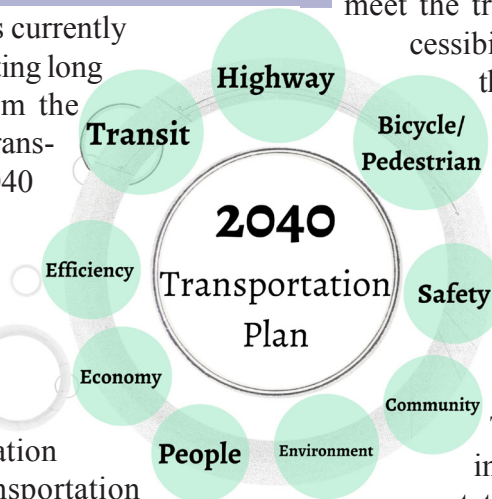 s currently
ting long
m the
rans-
40
ation
nsportation
meet the tr
cessibi
th
in
Highway
Transit
Bicycle/
Pedestrian
2040
Transportation
Plan
Efficiency
Safety
Economy
Community
People
Environment